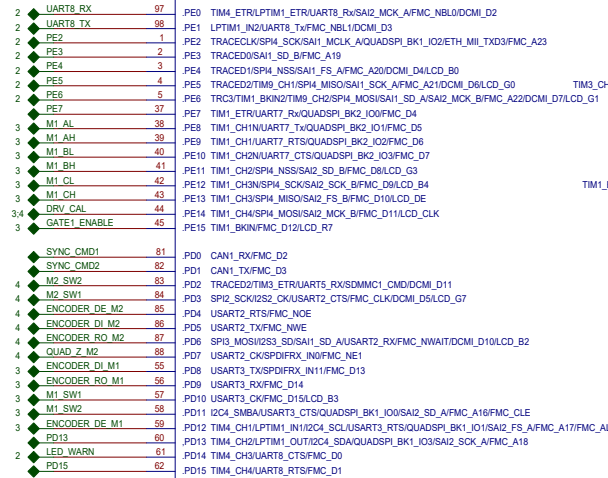 2 UART8_RX 97 .PE0 TIM4_ETR/LPTIM1_ETR/UART8_Rx/SAI2_MCK_A/FMC_NBL0/DCMI_D2
2 UART8_TX 98 .PE1 LPTIM1_IN2/UART8_Tx/FMC_NBL1/DCMI_D3
2 PE2 1 .PE2 TRACECLK/SPI4_SCK/SAI1_MCLK_A/QUADSPI_BK1_IO2/ETH_MII_TXD3/FMC_A23
2 PE3 2 .PE3 TRACED0/SAI1_SD_B/FMC_A19
2 PE4 3 .PE4 TRACED1/SPI4_NSS/SAI1_FS_A/FMC_A20/DCMI_D4/LCD_B0
2 PE5 4 .PE5 TRACED2/TIM9_CH1/SPI4_MISO/SAI1_SCK_A/FMC_A21/DCMI_D6/LCD_G0 TIM3_CH
2 PE6 5 .PE6 TRC3/TIM1_BKIN2/TIM9_CH2/SPI4_MOSI/SAI1_SD_A/SAI2_MCK_B/FMC_A22/DCMI_D7/LCD_G1
PE7 37 .PE7 TIM1_ETR/UART7_Rx/QUADSPI_BK2_IO0/FMC_D4
3 M1_AL 38 .PE8 TIM1_CH1N/UART7_Tx/QUADSPI_BK2_IO1/FMC_D5
3 M1_AH 39 .PE9 TIM1_CH1/UART7_RTS/QUADSPI_BK2_IO2/FMC_D6
3 M1_BL 40 .PE10 TIM1_CH2N/UART7_CTS/QUADSPI_BK2_IO3/FMC_D7
3 M1_BH 41 .PE11 TIM1_CH2/SPI4_NSS/SAI2_SD_B/FMC_D8/LCD_G3
3 M1_CL 42 .PE12 TIM1_CH3N/SPI4_SCK/SAI2_SCK_B/FMC_D9/LCD_B4 TIM1_
3 M1_CH 43 .PE13 TIM1_CH3/SPI4_MISO/SAI2_FS_B/FMC_D10/LCD_DE
3;4 DRV_CAL 44 .PE14 TIM1_CH4/SPI4_MOSI/SAI2_MCK_B/FMC_D11/LCD_CLK
3 GATE1_ENABLE 45 .PE15 TIM1_BKIN/FMC_D12/LCD_R7
SYNC_CMD1 81 .PD0 CAN1_RX/FMC_D2
SYNC_CMD2 82 .PD1 CAN1_TX/FMC_D3
4 M2_SW2 83 .PD2 TRACED2/TIM3_ETR/UART5_RX/SDMMC1_CMD/DCMI_D11
4 M2_SW1 84 .PD3 SPI2_SCK/I2S2_CK/USART2_CTS/FMC_CLK/DCMI_D5/LCD_G7
4 ENCODER_DE_M2 85 .PD4 USART2_RTS/FMC_NOE
4 ENCODER_DI_M2 86 .PD5 USART2_TX/FMC_NWE
4 ENCODER_RO_M2 87 .PD6 SPI3_MOSI/I2S3_SD/SAI1_SD_A/USART2_RX/FMC_NWAIT/DCMI_D10/LCD_B2
4 QUAD_Z_M2 88 .PD7 USART2_CK/SPDIFRX_IN0/FMC_NE1
3 ENCODER_DI_M1 55 .PD8 USART3_TX/SPDIFRX_IN11/FMC_D13
3 ENCODER_RO_M1 56 .PD9 USART3_RX/FMC_D14
3 M1_SW1 57 .PD10 USART3_CK/FMC_D15/LCD_B3
3 M1_SW2 58 .PD11 I2C4_SMBA/USART3_CTS/QUADSPI_BK1_IO0/SAI2_SD_A/FMC_A16/FMC_CLE
3 ENCODER_DE_M1 59 .PD12 TIM4_CH1/LPTIM1_IN1/I2C4_SCL/USART3_RTS/QUADSPI_BK1_IO1/SAI2_FS_A/FMC_A17/FMC_AL
PD13 60 .PD13 TIM4_CH2/LPTIM1_OUT/I2C4_SDA/QUADSPI_BK1_IO3/SAI2_SCK_A/FMC_A18
2 LED_WARN 61 .PD14 TIM4_CH3/UART8_CTS/FMC_D0
PD15 62 .PD15 TIM4_CH4/UART8_RTS/FMC_D1